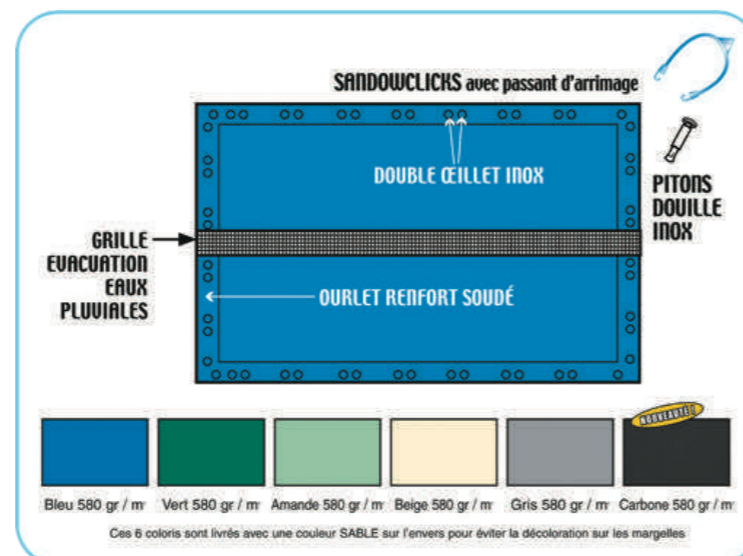 SANDOWCLICKS avec passant d'arrimage
DOUBLE ŒILLET INOX
PITONS
DOUILLE
INOX
GRILLE
EVACUATION
EAUX
PLUVIALES
OURLET RENFORT SOUDÉ
NOUVEAUTÉ
Bleu 580 gr / m² Vert 580 gr / m² Amande 580 gr / m² Beige 580 gr / m² Gris 580 gr / m² Carbone 580 gr / m²
Ces 6 coloris sont livrés avec une couleur SABLE sur l'envers pour éviter la décoloration sur les margelles